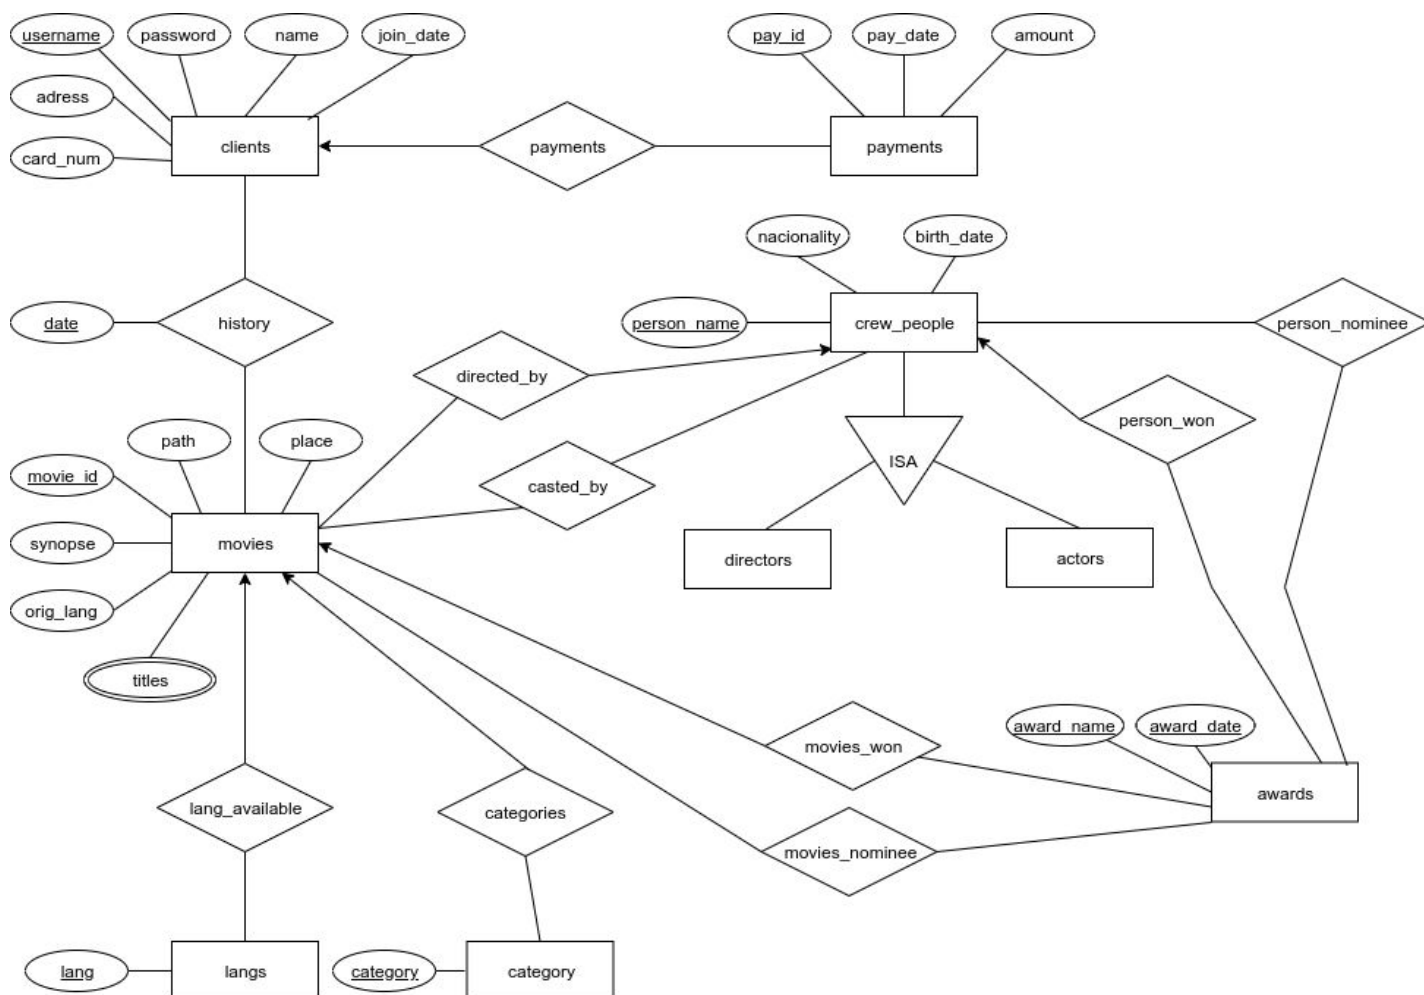 username
password
name
join_date
pay_id
pay_date
amount
adress
clients
payments
payments
card_num
nacionality
birth_date
date
history
person_name
crew_people
person_nominee
directed_by
person_won
path
place
ISA
movie_id
casted_by
synopse
movies
directors
actors
orig_lang
titles
award_name
award_date
movies_won
awards
lang_available
categories
movies_nominee
lang
langs
category
category